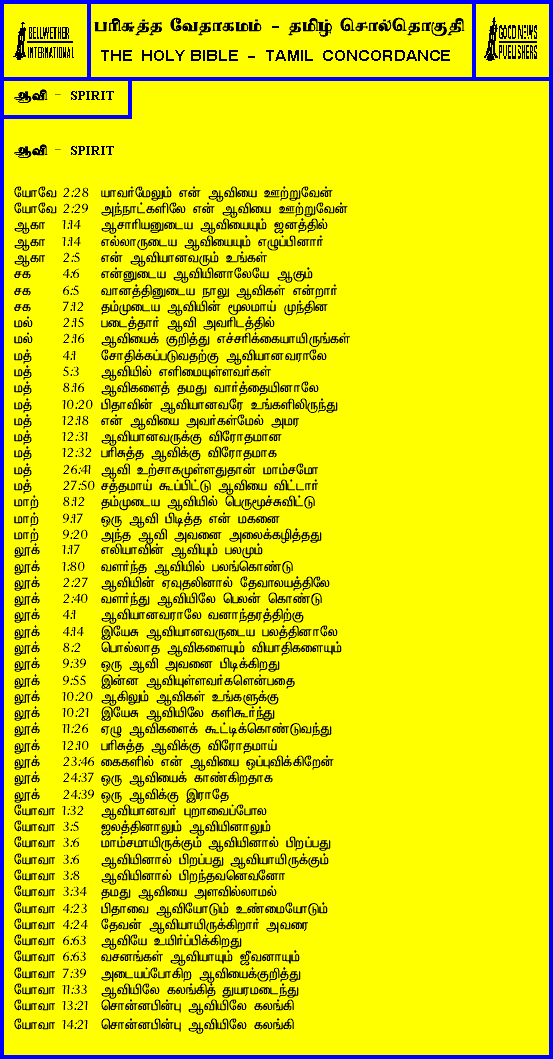 BELLWETHER INTERNATIONAL
பரிசுத்த வேதாகமம் - தமிழ் சொல்தொகுதி
THE HOLY BIBLE - TAMIL CONCORDANCE
GOOD NEWS PUBLISHERS
ஆவி - SPIRIT
ஆவி - SPIRIT
யோவே 2:28 யாவர்மேலும் என் ஆவியை ஊற்றுவேன்
யோவே 2:29 அந்நாட்களிலே என் ஆவியை ஊற்றுவேன்
ஆகா 1:14 ஆசாரியனுடைய ஆவியையும் ஜனத்தில்
ஆகா 1:14 எல்லாருடைய ஆவியையும் எழுப்பினார்
ஆகா 2:5 என் ஆவியானவரும் உங்கள்
சக 4:6 என்னுடைய ஆவியினாலேயே ஆகும்
சக 6:5 வானத்தினுடைய நாலு ஆவிகள் என்றார்
சக 7:12 தம்முடைய ஆவியின் மூலமாய் முந்தின
மல் 2:15 படைத்தார் ஆவி அவரிடத்தில்
மல் 2:16 ஆவியைக் குறித்து எச்சரிக்கையாயிருங்கள்
மத் 4:1 சோதிக்கப்படுவதற்கு ஆவியானவராலே
மத் 5:3 ஆவியில் எளிமையுள்ளவர்கள்
மத் 8:16 ஆவிகளைத் தமது வார்த்தையினாலே
மத் 10:20 பிதாவின் ஆவியானவரே உங்களிலிருந்து
மத் 12:18 என் ஆவியை அவர்கள்மேல் அமர
மத் 12:31 ஆவியானவருக்கு விரோதமான
மத் 12:32 பரிசுத்த ஆவிக்கு விரோதமாக
மத் 26:41 ஆவி உற்சாகமுள்ளதுதான் மாம்சமோ
மத் 27:50 சத்தமாய் கூப்பிட்டு ஆவியை விட்டார்
மாற் 8:12 தம்முடைய ஆவியில் பெருமூச்சுவிட்டு
மாற் 9:17 ஒரு ஆவி பிடித்த என் மகனை
மாற் 9:20 அந்த ஆவி அவனை அலைக்கழித்தது
லூக் 1:17 எலியாவின் ஆவியும் பலமும்
லூக் 1:80 வளர்ந்த ஆவியில் பலங்கொண்டு
லூக் 2:27 ஆவியின் ஏவுதலினால் தேவாலயத்திலே
லூக் 2:40 வளர்ந்து ஆவியிலே பெலன் கொண்டு
லூக் 4:1 ஆவியானவராலே வனாந்தரத்திற்கு
லூக் 4:14 இயேசு ஆவியானவருடைய பலத்தினாலே
லூக் 8:2 பொல்லாத ஆவிகளையும் வியாதிகளையும்
லூக் 9:39 ஒரு ஆவி அவனை பிடிக்கிறது
லூக் 9:55 இன்ன ஆவியுள்ளவர்களென்பதை
லூக் 10:20 ஆகிலும் ஆவிகள் உங்களுக்கு
லூக் 10:21 இயேசு ஆவியிலே களிகூர்ந்து
லூக் 11:26 ஏழு ஆவிகளைக் கூட்டிக்கொண்டுவந்து
லூக் 12:10 பரிசுத்த ஆவிக்கு விரோதமாய்
லூக் 23:46 கைகளில் என் ஆவியை ஒப்புவிக்கிறேன்
லூக் 24:37 ஒரு ஆவியைக் காண்கிறதாக
லூக் 24:39 ஒரு ஆவிக்கு இராதே
யோவா 1:32 ஆவியானவர் புறாவைப்போல
யோவா 3:5 ஜலத்தினாலும் ஆவியினாலும்
யோவா 3:6 மாம்சமாயிருக்கும் ஆவியினால் பிறப்பது
யோவா 3:6 ஆவியினால் பிறப்பது ஆவியாயிருக்கும்
யோவா 3:8 ஆவியினால் பிறந்தவனெவனோ
யோவா 3:34 தமது ஆவியை அளவில்லாமல்
யோவா 4:23 பிதாவை ஆவியோடும் உண்மையோடும்
யோவா 4:24 தேவன் ஆவியாயிருக்கிறார் அவரை
யோவா 6:63 ஆவியே உயிர்ப்பிக்கிறது
யோவா 6:63 வசனங்கள் ஆவியாயும் ஜீவனாயும்
யோவா 7:39 அடையப்போகிற ஆவியைக்குறித்து
யோவா 11:33 ஆவியிலே கலங்கித் துயரமடைந்து
யோவா 13:21 சொன்னபின்பு ஆவியிலே கலங்கி
யோவா 14:21 சொன்னபின்பு ஆவியிலே கலங்கி